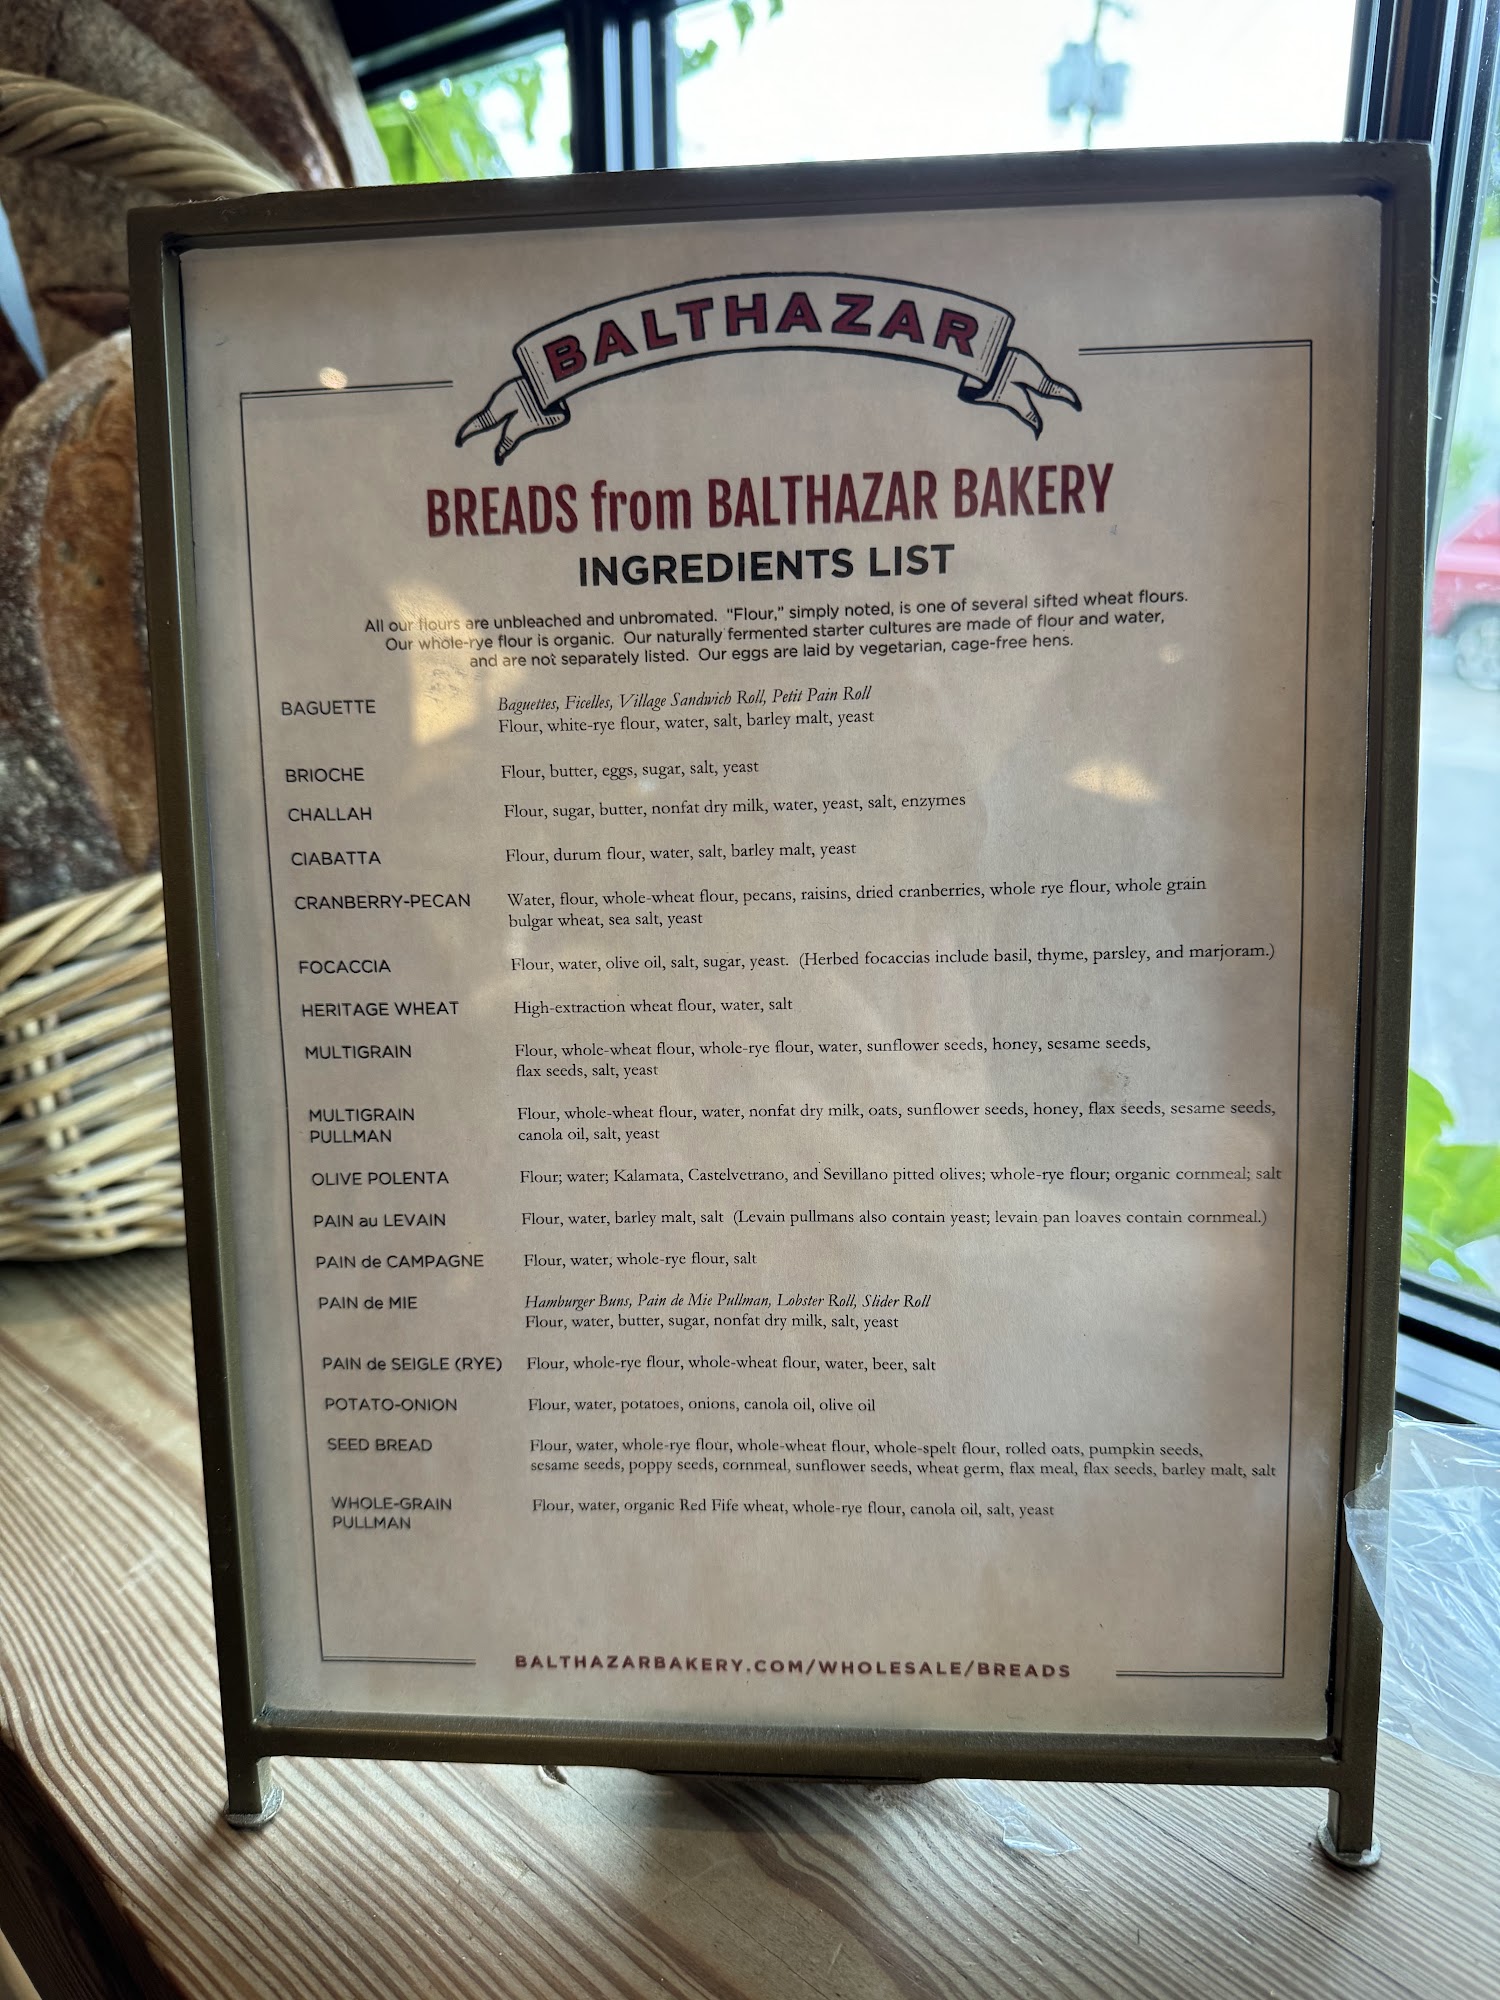 BALTHAZAR
BREADS from BALTHAZAR BAKERY
INGREDIENTS LIST
All our flours are unbleached and unbromated. "Flour," simply noted, is one of several sifted wheat flours.
Our whole-rye flour is organic. Our naturally fermented starter cultures are made of flour and water,
and are not separately listed. Our eggs are laid by vegetarian, cage-free hens.
BAGUETTE Baguettes, Ficelles, Village Sandwich Roll, Petit Pain Roll
Flour, white-rye flour, water, salt, barley malt, yeast
BRIOCHE Flour, butter, eggs, sugar, salt, yeast
CHALLAH Flour, sugar, butter, nonfat dry milk, water, yeast, salt, enzymes
CIABATTA Flour, durum flour, water, salt, barley malt, yeast
CRANBERRY-PECAN Water, flour, whole-wheat flour, pecans, raisins, dried cranberries, whole rye flour, whole grain
bulgar wheat, sea salt, yeast
FOCACCIA Flour, water, olive oil, salt, sugar, yeast. (Herbed focaccias include basil, thyme, parsley, and marjoram.)
HERITAGE WHEAT High-extraction wheat flour, water, salt
MULTIGRAIN Flour, whole-wheat flour, whole-rye flour, water, sunflower seeds, honey, sesame seeds,
flax seeds, salt, yeast
MULTIGRAIN Flour, whole-wheat flour, water, nonfat dry milk, oats, sunflower seeds, honey, flax seeds, sesame seeds,
PULLMAN canola oil, salt, yeast
OLIVE POLENTA Flour; water; Kalamata, Castelvetrano, and Sevillano pitted olives; whole-rye flour; organic cornmeal; salt
PAIN au LEVAIN Flour, water, barley malt, salt (Levain pullmans also contain yeast; levain pan loaves contain cornmeal.)
PAIN de CAMPAGNE Flour, water, whole-rye flour, salt
PAIN de MIE Hamburger Buns, Pain de Mie Pullman, Lobster Roll, Slider Roll
Flour, water, butter, sugar, nonfat dry milk, salt, yeast
PAIN de SEIGLE (RYE) Flour, whole-rye flour, whole-wheat flour, water, beer, salt
POTATO-ONION Flour, water, potatoes, onions, canola oil, olive oil
SEED BREAD Flour, water, whole-rye flour, whole-wheat flour, whole-spelt flour, rolled oats, pumpkin seeds,
sesame seeds, poppy seeds, cornmeal, sunflower seeds, wheat germ, flax meal, flax seeds, barley malt, salt
WHOLE-GRAIN Flour, water, organic Red Fife wheat, whole-rye flour, canola oil, salt, yeast
PULLMAN
BALTHAZARBAKERY.COM/WHOLESALE/BREADS